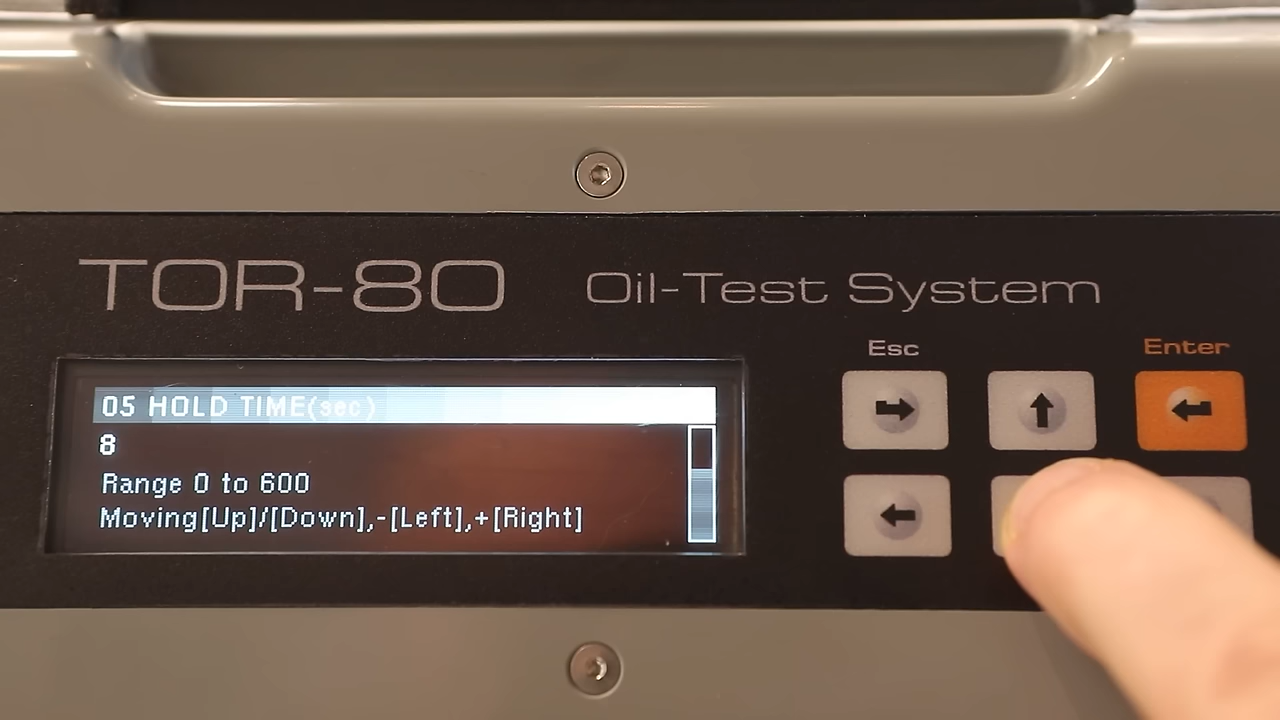 TOR-80 Oil-Test System
Esc
Enter
05 HOLD TIME(sec)
8
Range 0 to 600
Moving[Up]/[Down],-[Left],+[Right]